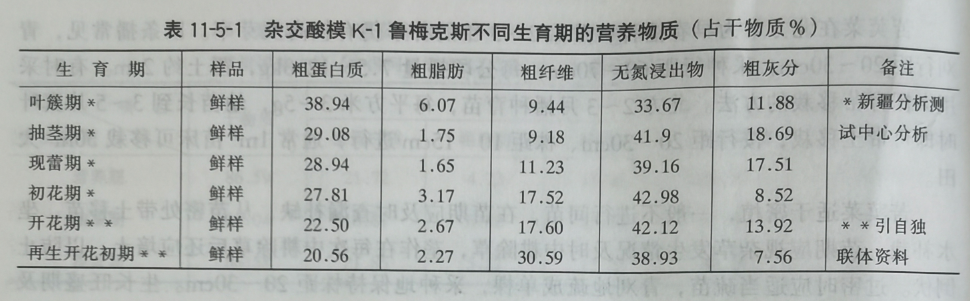 表 11-5-1 杂交酸模 K-1 鲁梅克斯不同生育期的营养物质(占干物质%)
生育期 样品 粗蛋白质 粗脂肪 粗纤维 无氮浸出物 粗灰分 备注
叶簇期* 鲜样 38.94 6.07 9.44 33.67 11.88 *新疆分析测
抽茎期* 鲜样 29.08 1.75 9.18 41.9 18.69 试中心分析
现蕾期* 鲜样 28.94 1.65 11.23 39.16 17.51
初花期* 鲜样 27.81 3.17 17.52 42.98 8.52
开花期** 鲜样 22.50 2.67 17.60 42.12 13.92 **引自独
再生开花初期** 鲜样 20.56 2.27 30.59 38.93 7.56 联体资料